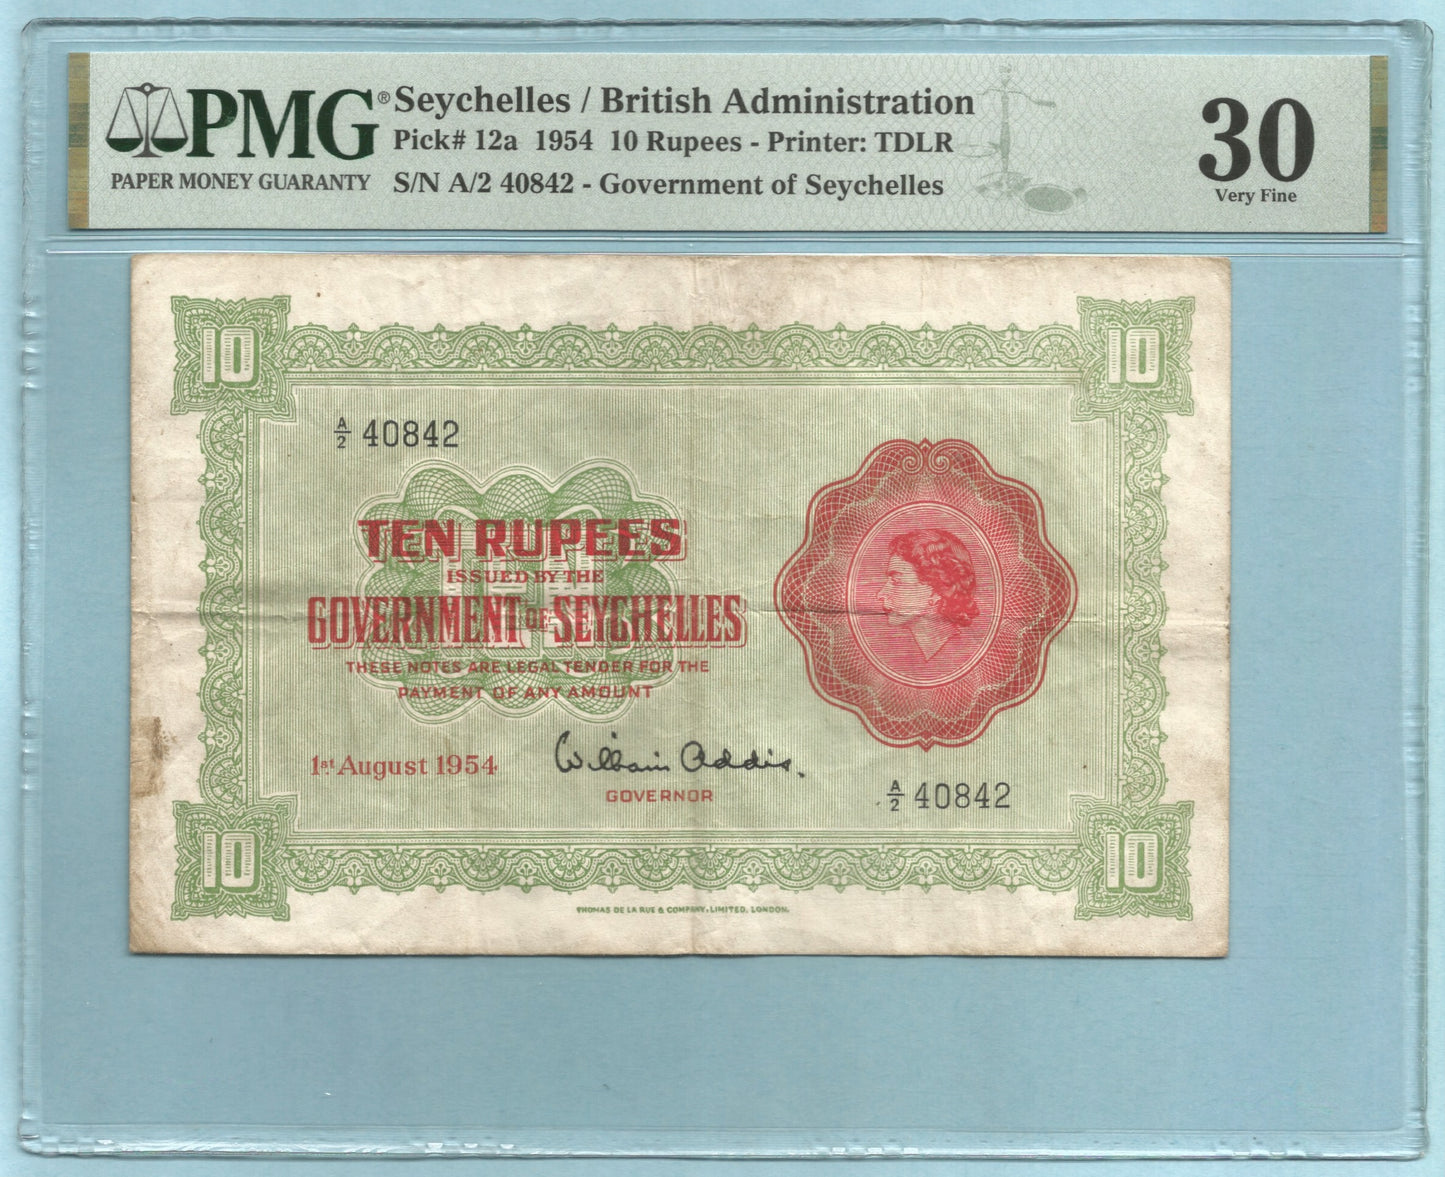 PMG®
PAPER MONEY GUARANTY
Seychelles / British Administration
Pick# 12a 1954 10 Rupees - Printer: TDLR
S/N A/2 40842 - Government of Seychelles
30
Very Fine
10 10
A/2 40842
TEN RUPEES
ISSUED BY THE
GOVERNMENT OF SEYCHELLES
THESE NOTES ARE LEGAL TENDER FOR THE
PAYMENT OF ANY AMOUNT
1st August 1954
William Addis.
GOVERNOR
A/2 40842
10 10
THOMAS DE LA RUE & COMPANY, LIMITED, LONDON.